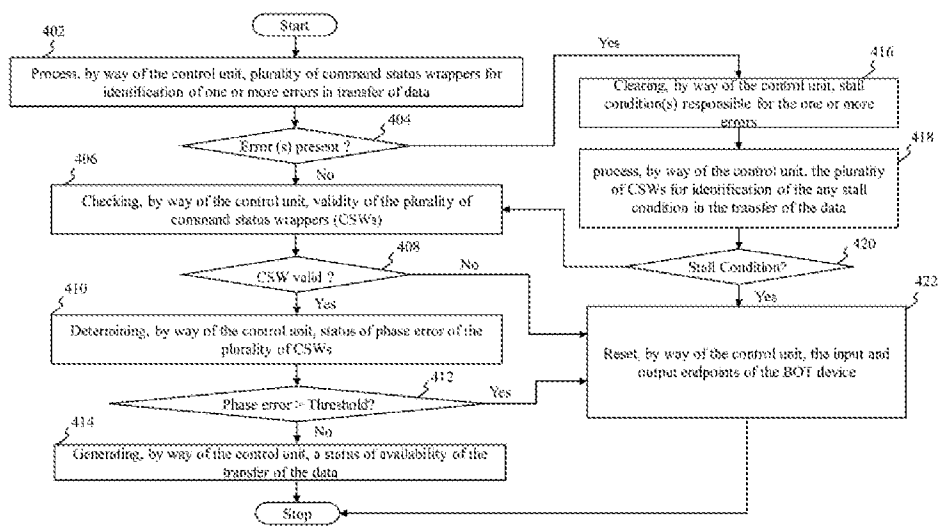 Start
402
Process, by way of the control unit, plurality of command status wrappers for
identification of one or more errors in transfer of data
404
Error (s) present ?
Yes
No
406
Checking, by way of the control unit, validity of the plurality of
command status wrappers (CSWs)
408
CSW valid ?
No
Yes
410
Determining, by way of the control unit, status of phase error of the
plurality of CSWs
412
Phase error > Threshold?
Yes
No
414
Generating, by way of the control unit, a status of availability of the
transfer of the data
Stop
416
Clearing, by way of the control unit, stall
condition(s) responsible for the one or more
errors
418
process, by way of the control unit, the plurality
of CSWs for identification of the any stall
condition in the transfer of the data
420
Stall Condition?
Yes
422
Reset, by way of the control unit, the input and
output endpoints of the BOT device